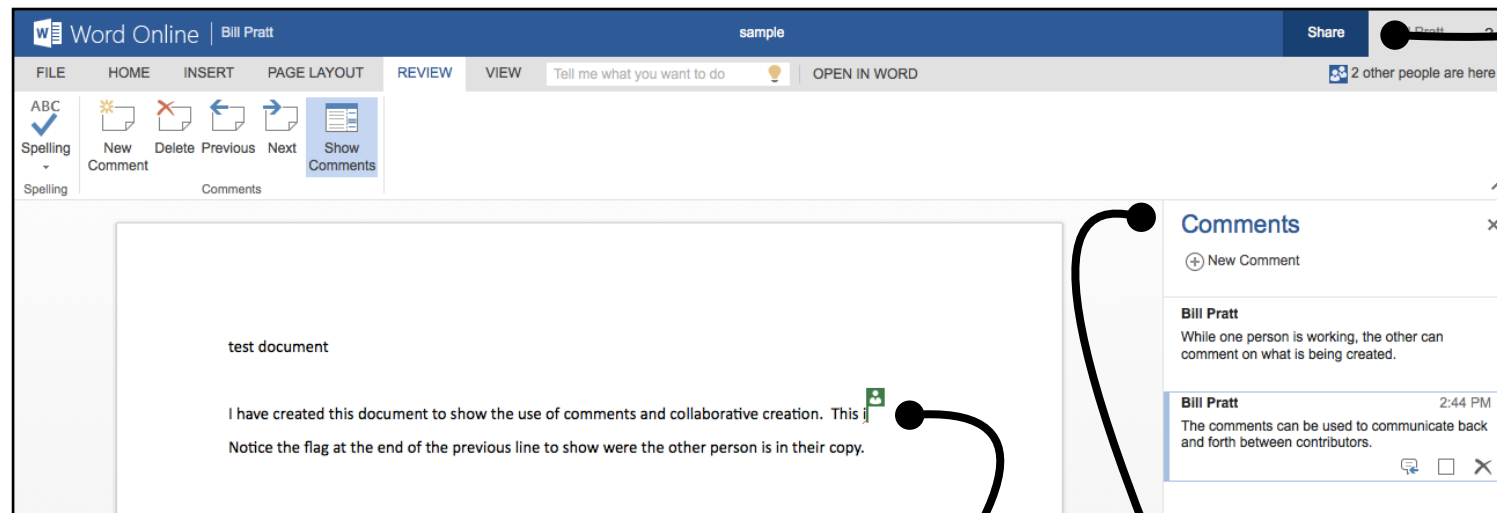 Word Online | Bill Pratt sample Share
FILE HOME INSERT PAGE LAYOUT REVIEW VIEW Tell me what you want to do OPEN IN WORD 2 other people are here
ABC
Spelling New Comment Delete Previous Next Show Comments
Spelling Comments
Comments
New Comment
test document
I have created this document to show the use of comments and collaborative creation. This i
Notice the flag at the end of the previous line to show were the other person is in their copy.
Bill Pratt
While one person is working, the other can
comment on what is being created.
Bill Pratt 2:44 PM
The comments can be used to communicate back
and forth between contributors.